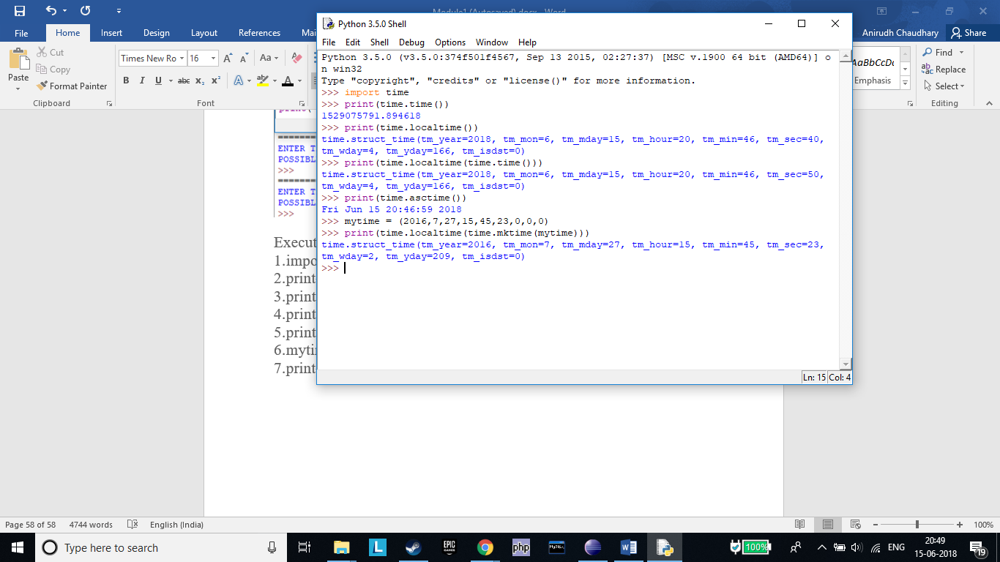 Module1 (Autosaved).docx - Word
File Home Insert Design Layout References Mai
Anirudh Chaudhary Share
Paste
Cut
Copy
Format Painter
Clipboard
Times New Ro 16 A A Aa
B I U abc x₂ x² A A
Font
AaBbCcDc
Emphasis
Find
Replace
Select
Editing
ENTER T
POSSIBL
>>>
ENTER T
POSSIBL
>>>
Execut
1.impo
2.print
3.print
4.print
5.print
6.myti
7.print
Python 3.5.0 Shell
File Edit Shell Debug Options Window Help
Python 3.5.0 (v3.5.0:374f501f4567, Sep 13 2015, 02:27:37) [MSC v.1900 64 bit (AMD64)] o
n win32
Type "copyright", "credits" or "license()" for more information.
>>> import time
>>> print(time.time())
1529075791.894618
>>> print(time.localtime())
time.struct_time(tm_year=2018, tm_mon=6, tm_mday=15, tm_hour=20, tm_min=46, tm_sec=40,
tm_wday=4, tm_yday=166, tm_isdst=0)
>>> print(time.localtime(time.time()))
time.struct_time(tm_year=2018, tm_mon=6, tm_mday=15, tm_hour=20, tm_min=46, tm_sec=50,
tm_wday=4, tm_yday=166, tm_isdst=0)
>>> print(time.asctime())
Fri Jun 15 20:46:59 2018
>>> mytime = (2016,7,27,15,45,23,0,0,0)
>>> print(time.localtime(time.mktime(mytime)))
time.struct_time(tm_year=2016, tm_mon=7, tm_mday=27, tm_hour=15, tm_min=45, tm_sec=23,
tm_wday=2, tm_yday=209, tm_isdst=0)
>>>
Ln: 15 Col: 4
Page 58 of 58 4744 words English (India) 100%
Type here to search
L
EPIC GAMES
php
MySQL
100%
ENG
20:49
15-06-2018
19